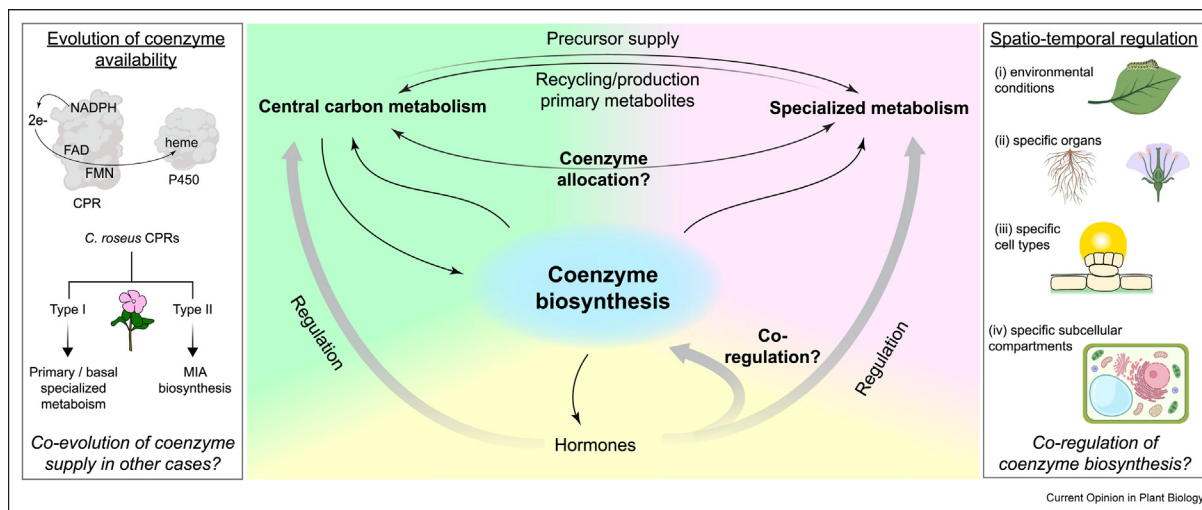 Evolution of coenzyme
availability
NADPH
2e-
FAD
FMN
CPR
heme
P450
C. roseus CPRs
Type I
Type II
Primary / basal
specialized
metaboism
MIA
biosynthesis
Co-evolution of coenzyme
supply in other cases?
Precursor supply
Recycling/production
primary metabolites
Central carbon metabolism
Specialized metabolism
Coenzyme
allocation?
Coenzyme
biosynthesis
Regulation
Co-
regulation?
Regulation
Hormones
Spatio-temporal regulation
(i) environmental
conditions
(ii) specific organs
(iii) specific
cell types
(iv) specific subcellular
compartments
Co-regulation of
coenzyme biosynthesis?
Current Opinion in Plant Biology